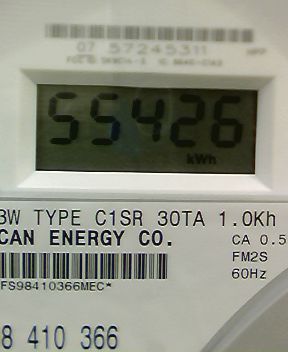 07 57245311
55426
kWh
3W TYPE C1SR 30TA 1.0Kh
CAN ENERGY CO.
CA 0.5
FM2S
60Hz
FS98410366MEC*
8 410 366